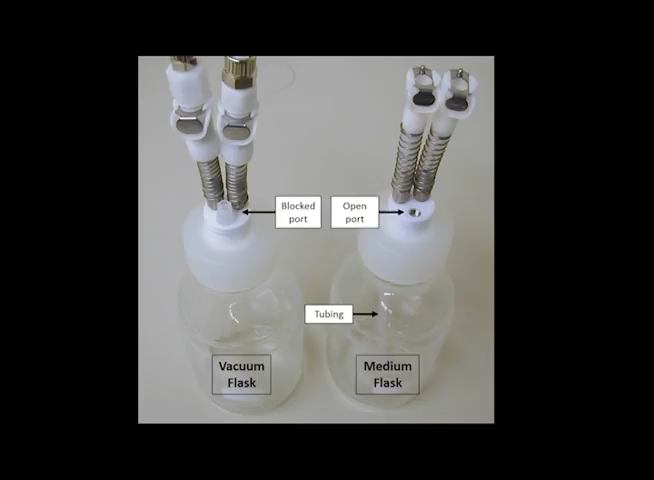 Blocked
port
Open
port
Tubing
Vacuum
Flask
Medium
Flask